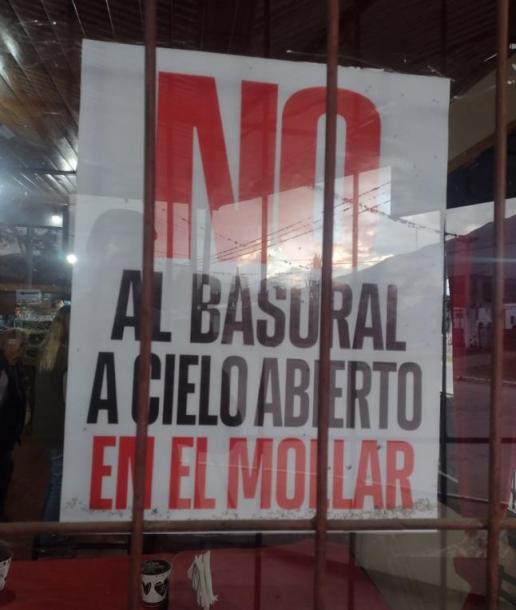 NO
AL BASURAL
A CIELO ABIERTO
EN EL MOLLAR